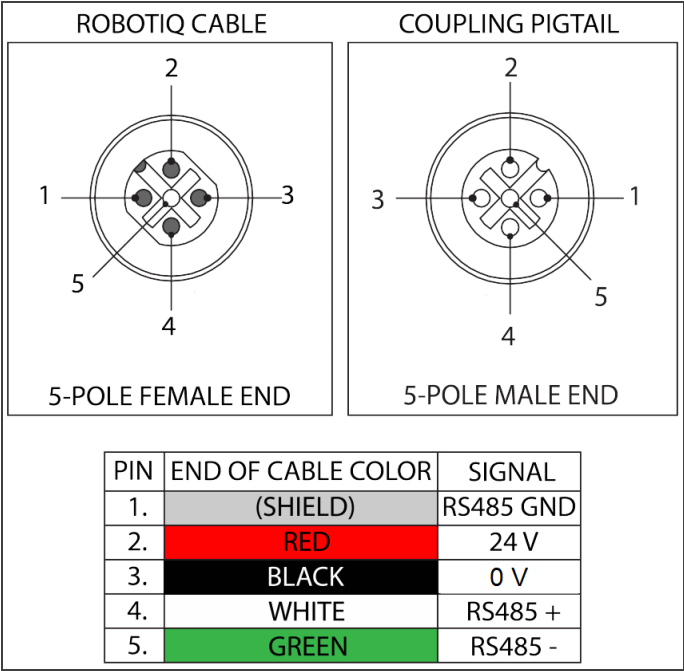 ROBOTIQ CABLE
2
1
3
5
4
5-POLE FEMALE END
COUPLING PIGTAIL
2
3
1
5
4
5-POLE MALE END
PIN END OF CABLE COLOR SIGNAL
1. (SHIELD) RS485 GND
2. RED 24 V
3. BLACK 0 V
4. WHITE RS485 +
5. GREEN RS485 -